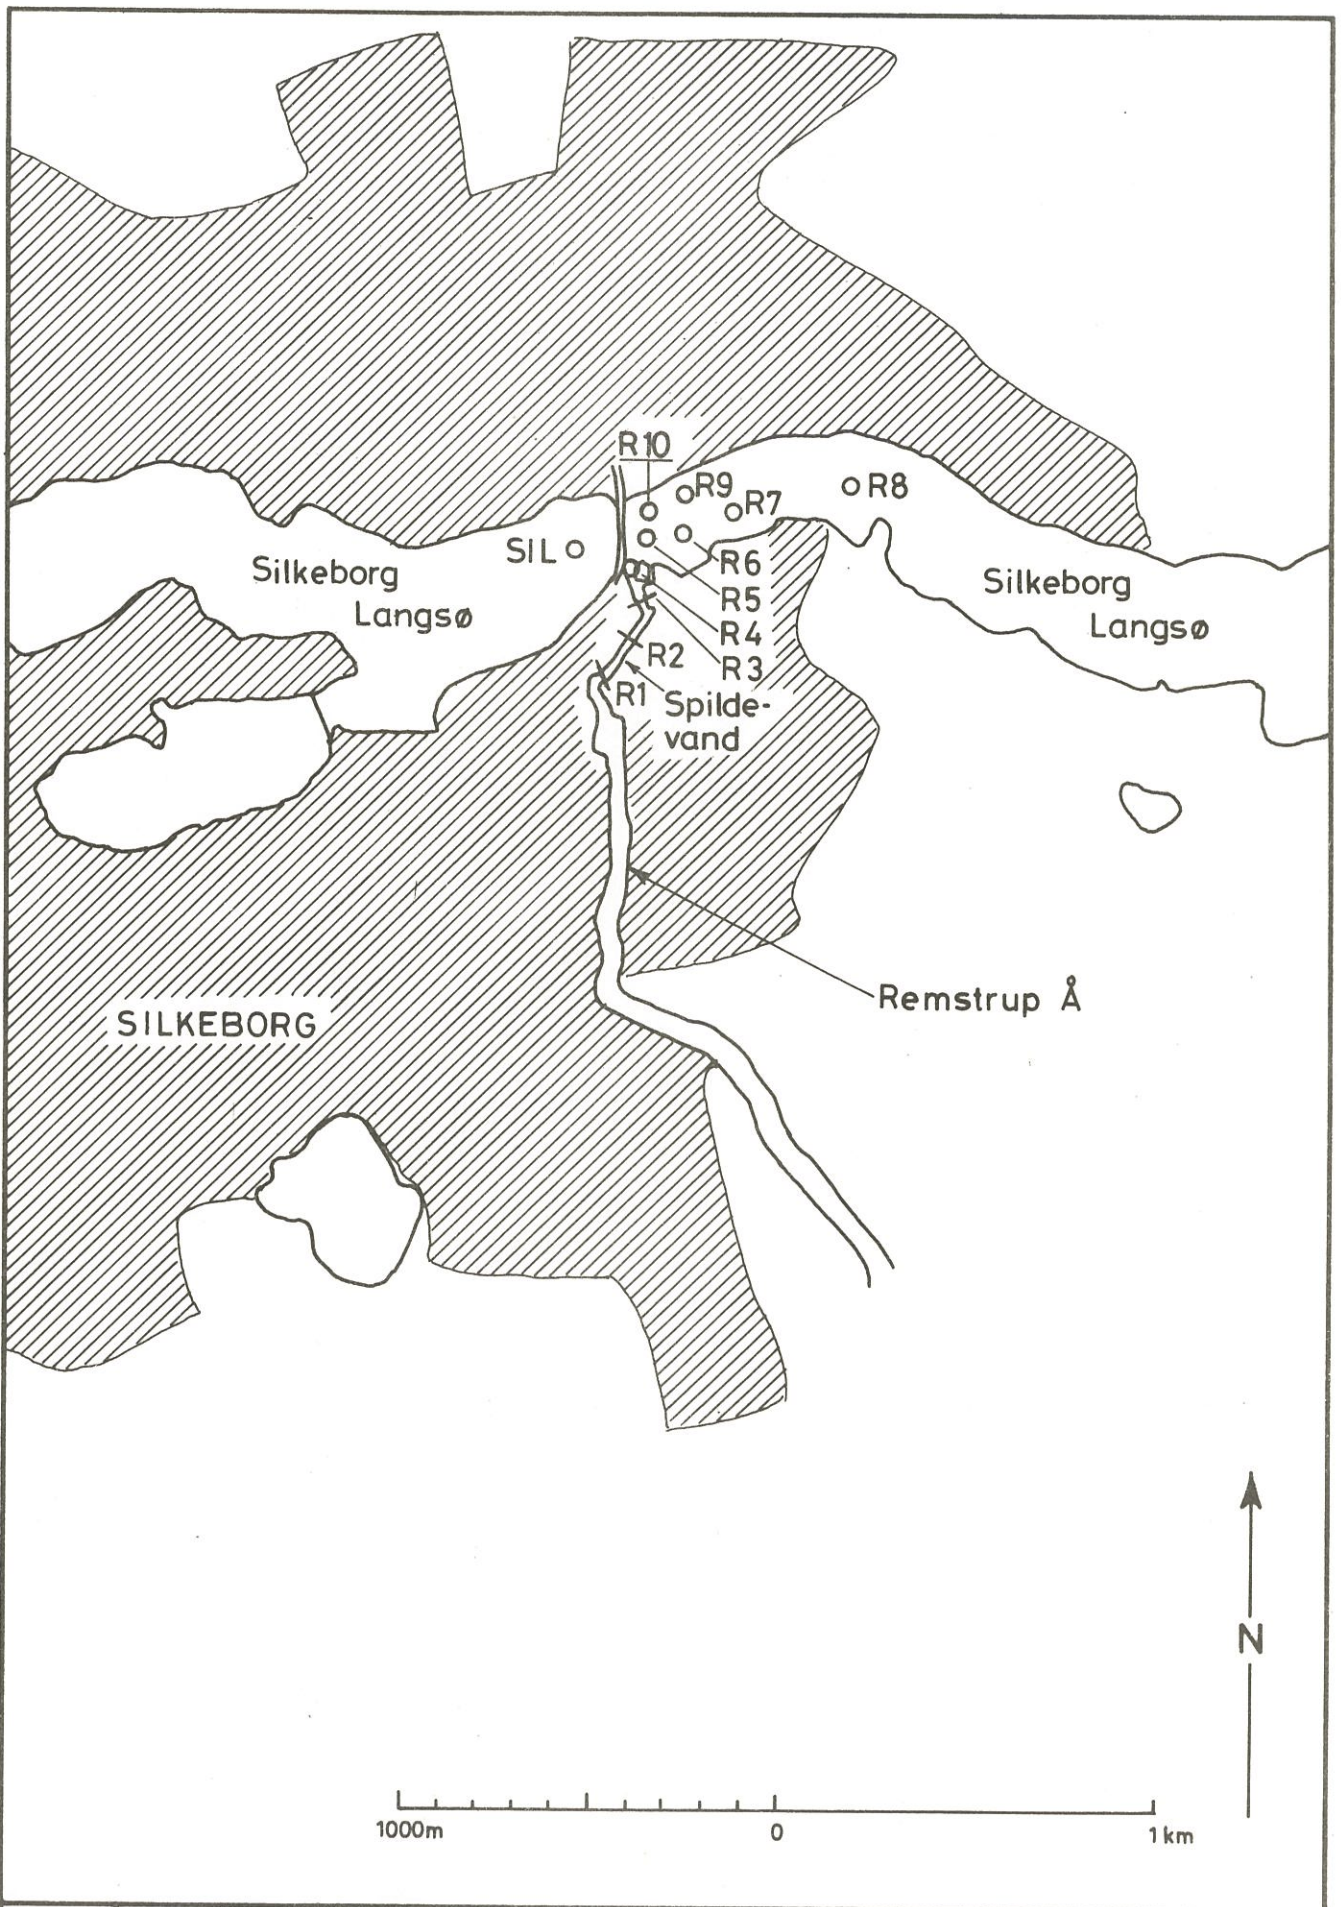 R10
R9
R8
R7
SIL
R6
Silkeborg
Langsø
Silkeborg
Langsø
R5
R4
R3
R2
R1
Spilde-
vand
Remstrup Å
SILKEBORG
N
1000m
0
1 km